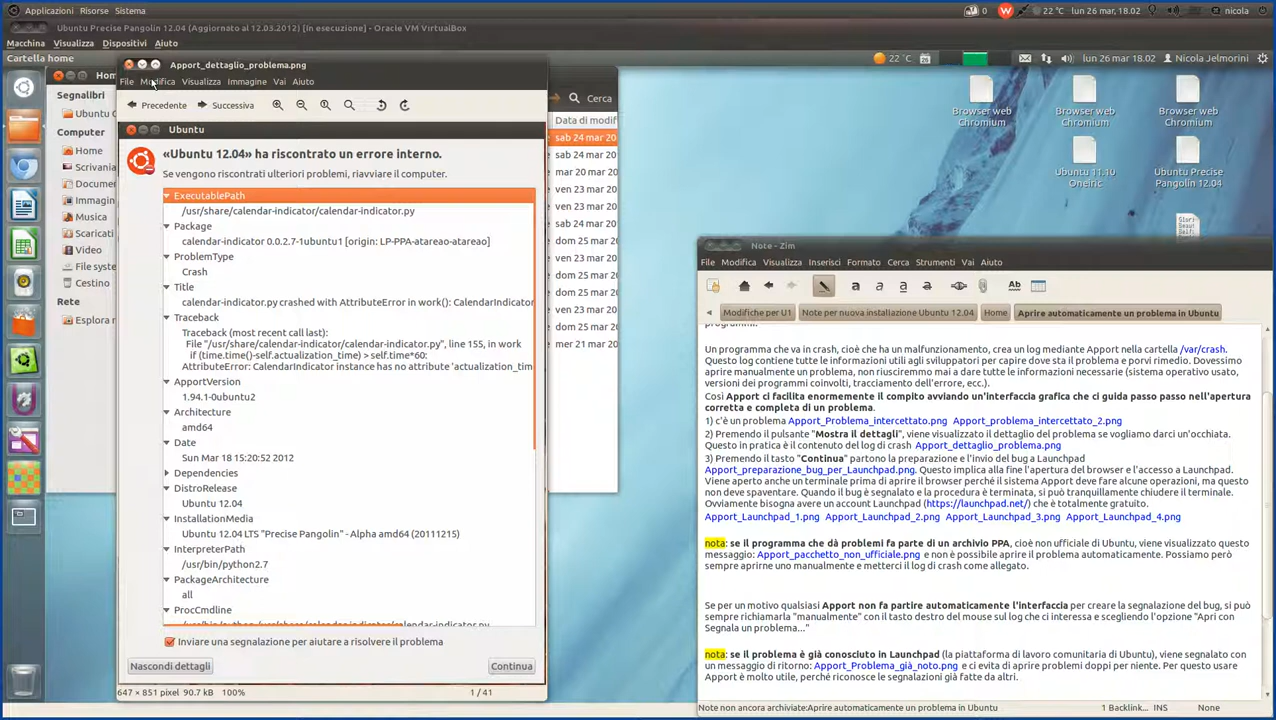 Applicazioni Risorse Sistema
0 22 °C lun 26 mar, 18.02 nicola
Ubuntu Precise Pangolin 12.04 (Aggiornato al 12.03.2012) [In esecuzione] - Oracle VM VirtualBox
Macchina Visualizza Dispositivi Aiuto
Cartella home
22 °C lun 26 mar 18.02 Nicola Jelmorini
Apport_dettaglio_problema.png
File Modifica Visualizza Immagine Vai Aiuto
Precedente Successiva
Segnalibri
Computer
Home
Scrivania
Musica
Scaricati
Video
Cestino
Rete
Cerca
Data di modif
sab 24 mar 20
sab 24 mar 20
mar 20 mar 20
ven 23 mar 20
ven 23 mar 20
sab 24 mar 20
dom 25 mar 20
ven 23 mar 20
dom 25 mar 20
dom 25 mar 20
dom 25 mar 20
dom 25 mar 20
mer 21 mar 20
Ubuntu
«Ubuntu 12.04» ha riscontrato un errore interno.
Se vengono riscontrati ulteriori problemi, riavviare il computer.
ExecutablePath
/usr/share/calendar-indicator/calendar-indicator.py
Package
calendar-indicator 0.0.2.7-1ubuntu1 [origin: LP-PPA-atareao-atareao]
ProblemType
Crash
Title
calendar-indicator.py crashed with AttributeError in work(): CalendarIndicator
Traceback
Traceback (most recent call last):
File "/usr/share/calendar-indicator/calendar-indicator.py", line 155, in work
if (time.time()-self.actualization_time) > self.time*60:
AttributeError: CalendarIndicator instance has no attribute 'actualization_tim
ApportVersion
1.94.1-0ubuntu2
Architecture
amd64
Date
Sun Mar 18 15:20:52 2012
Dependencies
DistroRelease
Ubuntu 12.04
InstallationMedia
Ubuntu 12.04 LTS "Precise Pangolin" - Alpha amd64 (20111215)
InterpreterPath
/usr/bin/python2.7
PackageArchitecture
all
ProcCmdline
Inviare una segnalazione per aiutare a risolvere il problema
Nascondi dettagli Continua
647 × 851 pixel 90.7 kB 100% 1 / 41
Browser web Chromium
Browser web Chromium
Browser web Chromium
Ubuntu 11.10 Oneiric
Ubuntu Precise Pangolin 12.04
Note - Zim
File Modifica Visualizza Inserisci Formato Cerca Strumenti Vai Aiuto
Modifiche per U1 Note per nuova installazione Ubuntu 12.04 Home Aprire automaticamente un problema in Ubuntu
programmi.
Un programma che va in crash, cioè che ha un malfunzionamento, crea un log mediante Apport nella cartella /var/crash.
Questo log contiene tutte le informazioni utili agli sviluppatori per capire dove sta il problema e porvi rimedio. Dovessimo
aprire manualmente un problema, non riusciremmo mai a dare tutte le informazioni necessarie (sistema operativo usato,
versioni dei programmi coinvolti, tracciamento dell'errore, ecc.).
Così Apport ci facilita enormemente il compito avviando un'interfaccia grafica che ci guida passo passo nell'apertura
corretta e completa di un problema.
1) c'è un problema Apport_Problema_intercettato.png Apport_problema_intercettato_2.png
2) Premendo il pulsante "Mostra il dettagli", viene visualizzato il dettaglio del problema se vogliamo darci un'occhiata.
Questo in pratica è il contenuto del log di crash Apport_dettaglio_problema.png
3) Premendo il tasto "Continua" partono la preparazione e l'invio del bug a Launchpad
Apport_preparazione_bug_per_Launchpad.png. Questo implica alla fine l'apertura del browser e l'accesso a Launchpad.
Viene aperto anche un terminale prima di aprire il browser perché il sistema Apport deve fare alcune operazioni, ma questo
non deve spaventare. Quando il bug è segnalato e la procedura è terminata, si può tranquillamente chiudere il terminale.
Ovviamente bisogna avere un account Launchpad (https://launchpad.net/) che è totalmente gratuito.
Apport_Launchpad_1.png Apport_Launchpad_2.png Apport_Launchpad_3.png Apport_Launchpad_4.png
nota: se il programma che dà problemi fa parte di un archivio PPA, cioè non ufficiale di Ubuntu, viene visualizzato questo
messaggio: Apport_pacchetto_non_ufficiale.png e non è possibile aprire il problema automaticamente. Possiamo però
sempre aprirne uno manualmente e metterci il log di crash come allegato.
Se per un motivo qualsiasi Apport non fa partire automaticamente l'interfaccia per creare la segnalazione del bug, si può
sempre richiamarla "manualmente" con il tasto destro del mouse sul log che ci interessa e scegliendo l'opzione "Apri con
Segnala un problema..."
nota: se il problema è già conosciuto in Launchpad (la piattaforma di lavoro comunitaria di Ubuntu), viene segnalato con
un messaggio di ritorno: Apport_Problema_già_noto.png e ci evita di aprire problemi doppi per niente. Per questo usare
Apport è molto utile, perché riconosce le segnalazioni già fatte da altri.
Note non ancora archiviate:Aprire automaticamente un problema in Ubuntu 1 Backlink... INS None